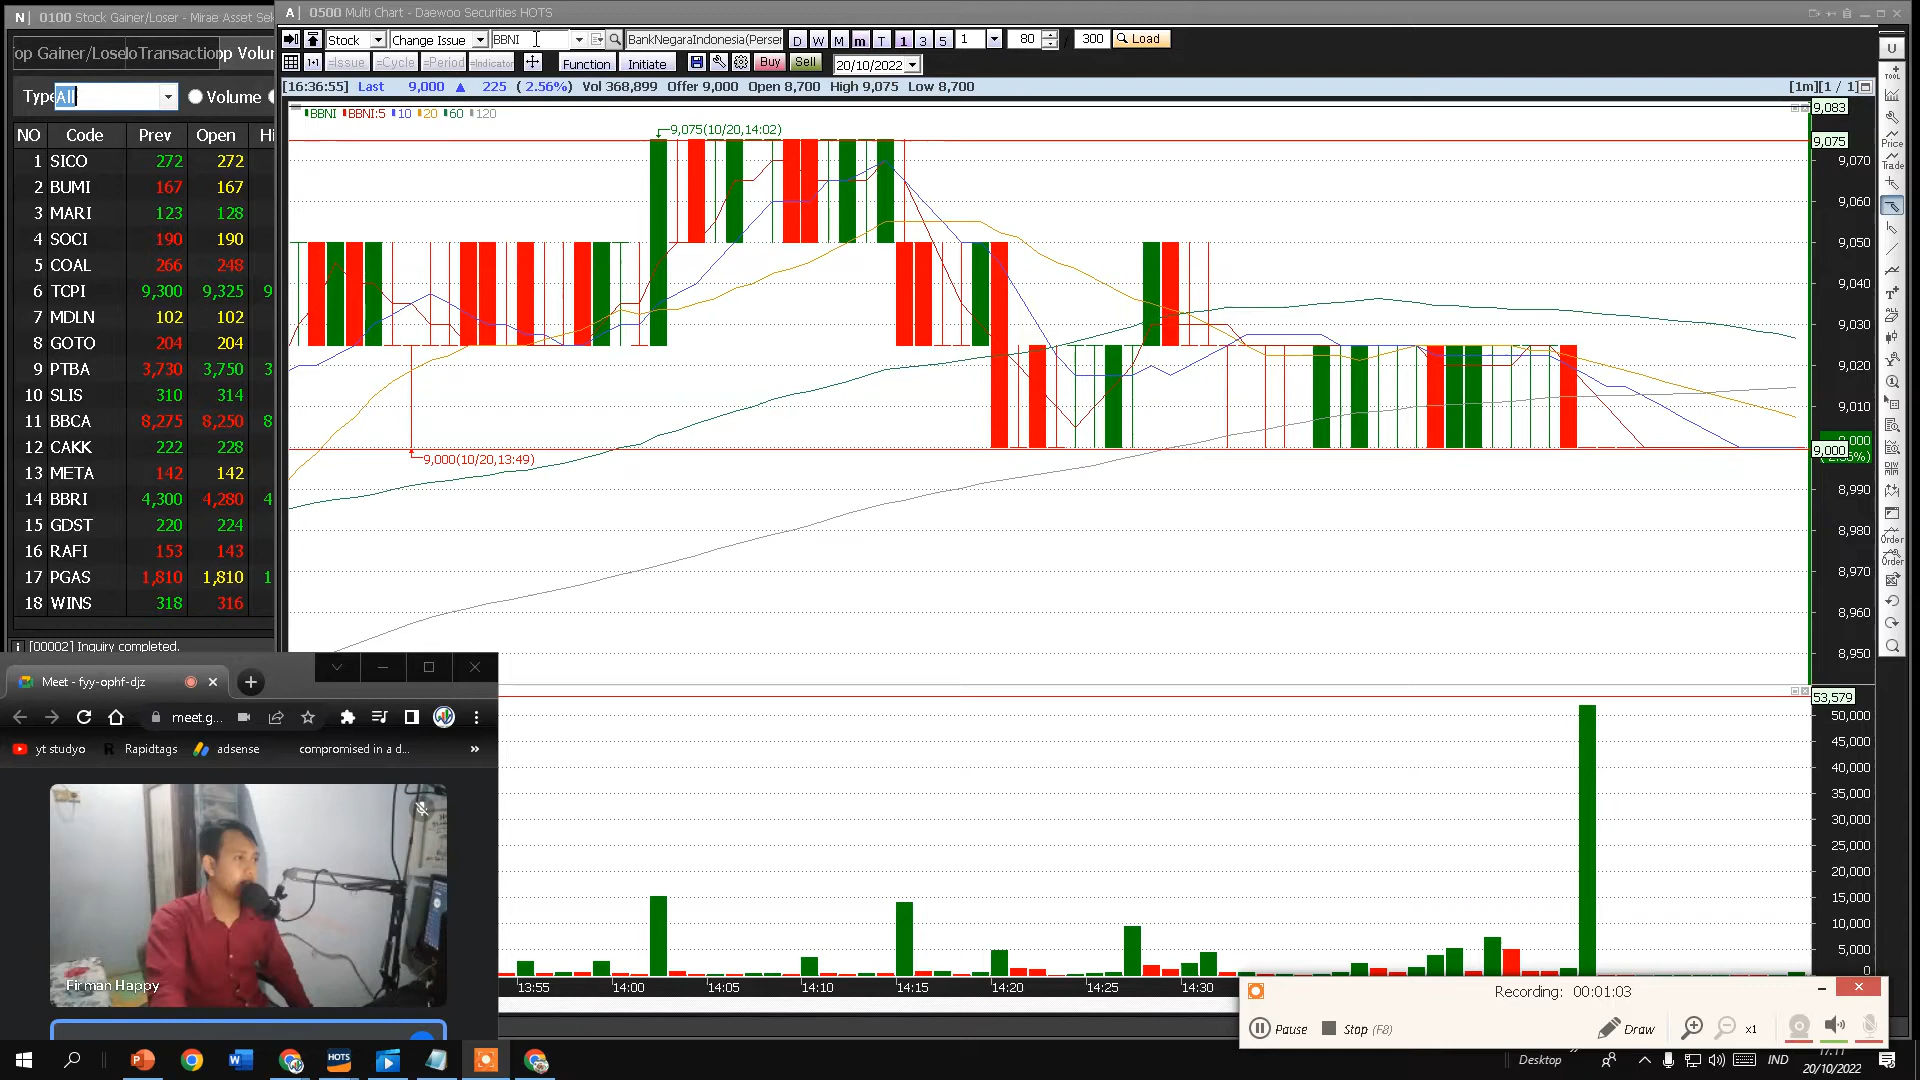 N | 0100 Stock Gainer/Loser - Mirae Asset Sek
Top Gainer/Loser
Transaction
Top Volume
Type All Volume
NO Code Prev Open Hi
1 SICO 272 272
2 BUMI 167 167
3 MARI 123 128
4 SOCI 190 190
5 COAL 266 248
6 TCPI 9,300 9,325 9
7 MDLN 102 102
8 GOTO 204 204
9 PTBA 3,730 3,750 3
10 SLIS 310 314
11 BBCA 8,275 8,250 8
12 CAKK 222 228
13 META 142 142
14 BBRI 4,300 4,280 4
15 GDST 220 224
16 RAFI 153 143
17 PGAS 1,810 1,810 1
18 WINS 318 316
i [00002] Inquiry completed.
A | 0500 Multi Chart - Daewoo Securities HOTS
Stock Change Issue BBNI BankNegaraIndonesia(Perser D W M m T 1 3 5 1 80 / 300 Load
1•1 =Issue =Cycle =Period =Indicator Function Initiate Buy Sell 20/10/2022
[16:36:55] Last 9,000 ▲ 225 ( 2.56%) Vol 368,899 Offer 9,000 Open 8,700 High 9,075 Low 8,700 [1m][1 / 1]
BBNI BBNI:5 10 20 60 120
9,075(10/20,14:02)
9,000(10/20,13:49)
9,083
9,075
9,070
9,060
9,050
9,040
9,030
9,020
9,010
9,000
8,990
8,980
8,970
8,960
8,950
53,579
50,000
45,000
40,000
35,000
30,000
25,000
20,000
15,000
10,000
5,000
0
13:55 14:00 14:05 14:10 14:15 14:20 14:25 14:30
U
TOOL
Price
Trade
Order
Order
Meet - fyy-ophf-djz
meet.g...
yt studyo Rapidtags adsense compromised in a d... »
Firman Happy
Recording: 00:01:03
Pause Stop (F8) Draw x1
HOTS
Desktop » IND
20/10/2022